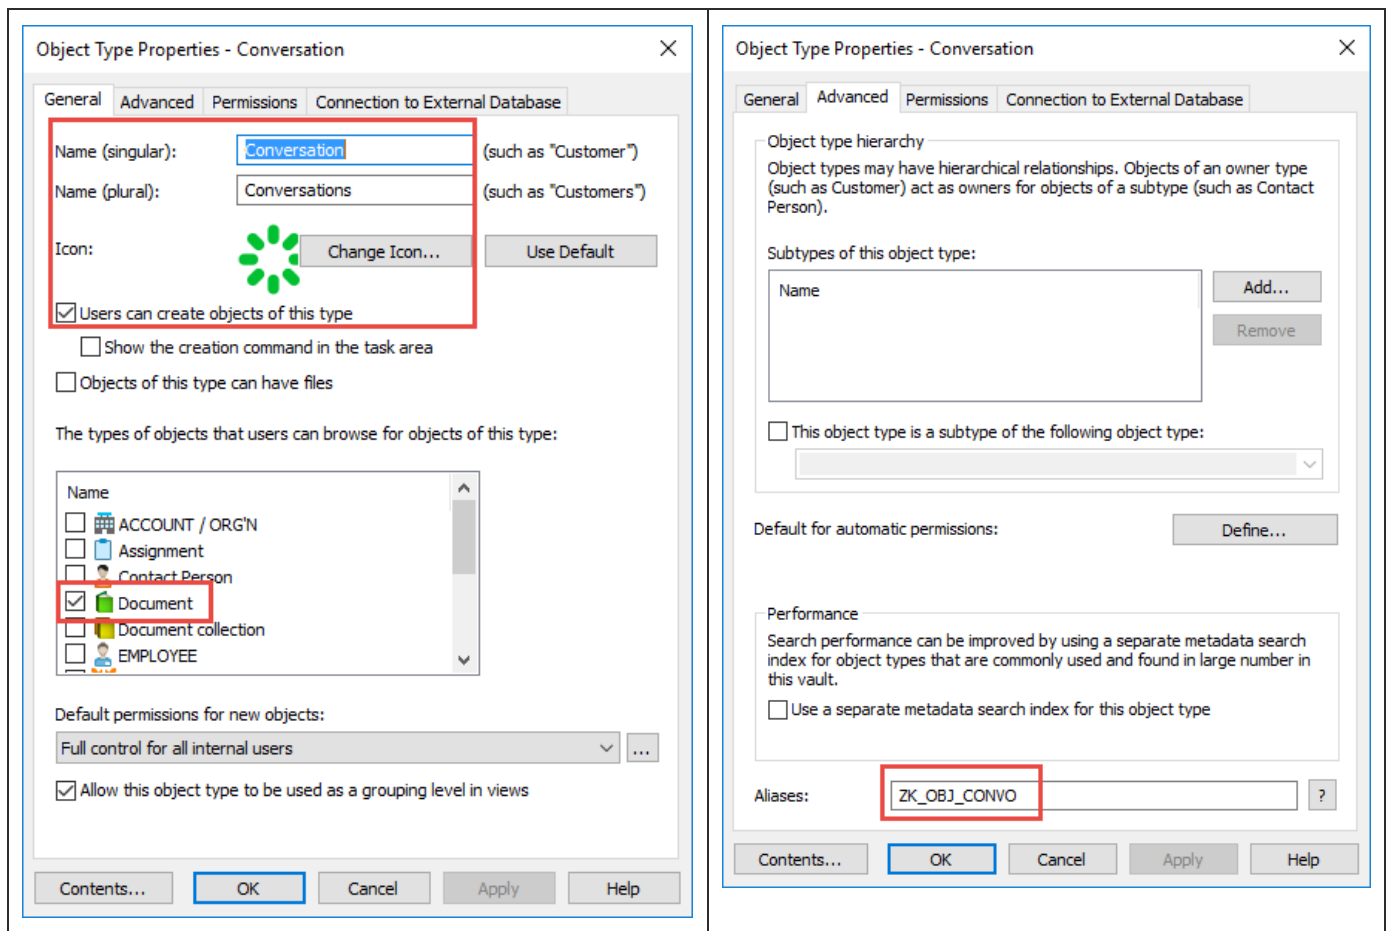 Object Type Properties - Conversation
General Advanced Permissions Connection to External Database
Name (singular): Conversation (such as "Customer")
Name (plural): Conversations (such as "Customers")
Icon: Change Icon... Use Default
Users can create objects of this type
Show the creation command in the task area
Objects of this type can have files
The types of objects that users can browse for objects of this type:
Name
ACCOUNT / ORG'N
Assignment
Contact Person
Document
Document collection
EMPLOYEE
Default permissions for new objects:
Full control for all internal users ...
Allow this object type to be used as a grouping level in views
Contents... OK Cancel Apply Help
Object Type Properties - Conversation
General Advanced Permissions Connection to External Database
Object type hierarchy
Object types may have hierarchical relationships. Objects of an owner type
(such as Customer) act as owners for objects of a subtype (such as Contact
Person).
Subtypes of this object type:
Name Add...
Remove
This object type is a subtype of the following object type:
Default for automatic permissions: Define...
Performance
Search performance can be improved by using a separate metadata search
index for object types that are commonly used and found in large number in
this vault.
Use a separate metadata search index for this object type
Aliases: ZK_OBJ_CONVO ?
Contents... OK Cancel Apply Help